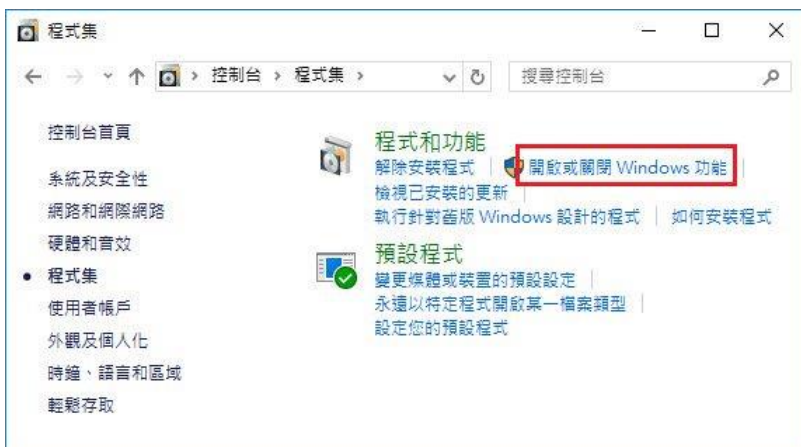 程式集
控制台 › 程式集 ›
搜尋控制台
控制台首頁
系統及安全性
網路和網際網路
硬體和音效
程式集
使用者帳戶
外觀及個人化
時鐘、語言和區域
輕鬆存取
程式和功能
解除安裝程式 | 開啟或關閉 Windows 功能 |
檢視已安裝的更新 |
執行針對舊版 Windows 設計的程式 | 如何安裝程式
預設程式
變更媒體或裝置的預設設定 |
永遠以特定程式開啟某一檔案類型 |
設定您的預設程式